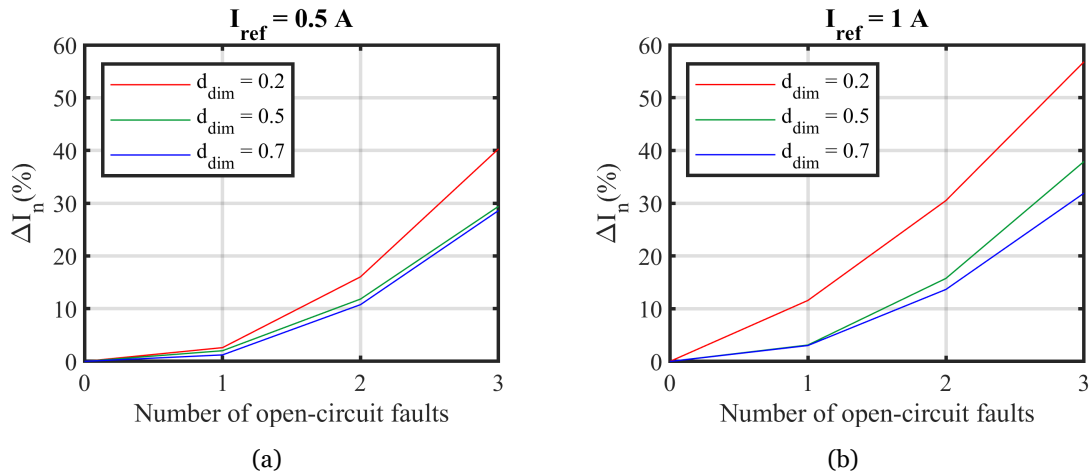 I_ref = 0.5 A
60
50
40
30
20
10
0
ΔI_n(%)
d_dim = 0.2
d_dim = 0.5
d_dim = 0.7
0 1 2 3
Number of open-circuit faults
(a)
I_ref = 1 A
60
50
40
30
20
10
0
ΔI_n(%)
d_dim = 0.2
d_dim = 0.5
d_dim = 0.7
0 1 2 3
Number of open-circuit faults
(b)